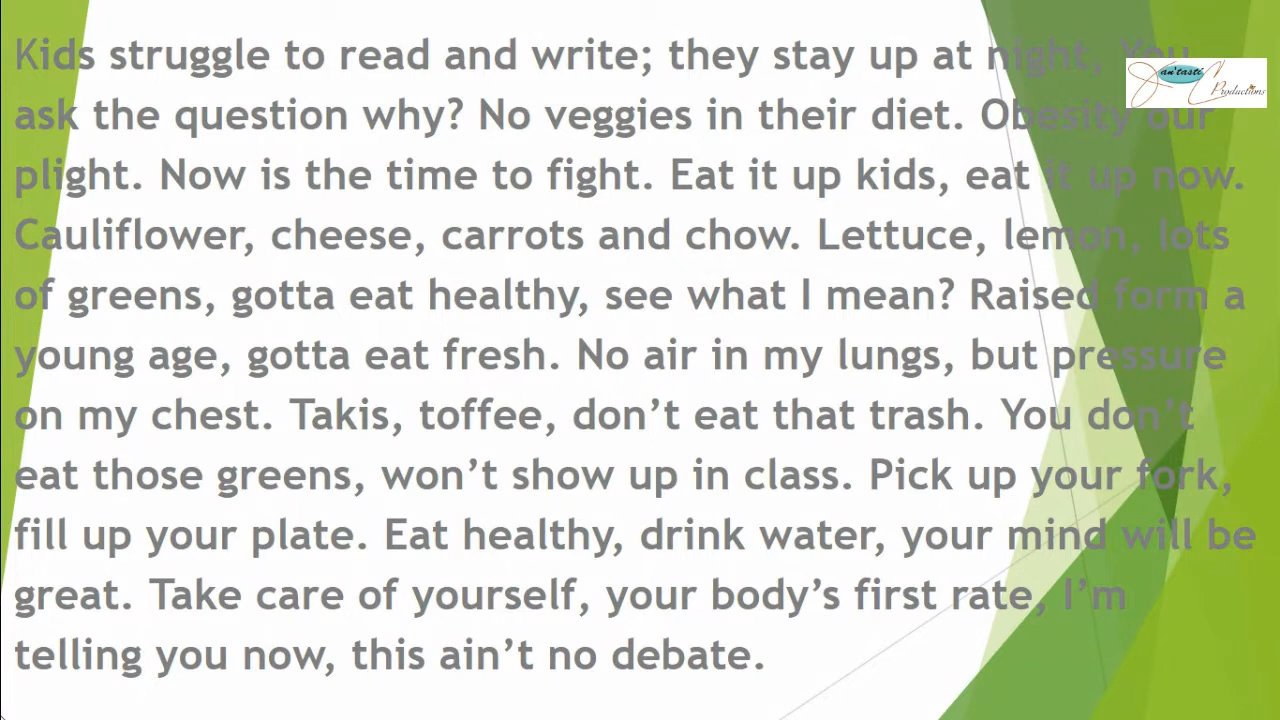 Kids struggle to read and write; they stay up at night, You
ask the question why? No veggies in their diet. Obesity our
plight. Now is the time to fight. Eat it up kids, eat it up now.
Cauliflower, cheese, carrots and chow. Lettuce, lemon, lots
of greens, gotta eat healthy, see what I mean? Raised form a
young age, gotta eat fresh. No air in my lungs, but pressure
on my chest. Takis, toffee, don’t eat that trash. You don’t
eat those greens, won’t show up in class. Pick up your fork,
fill up your plate. Eat healthy, drink water, your mind will be
great. Take care of yourself, your body’s first rate, I’m
telling you now, this ain’t no debate.
Jan'tastiC
Productions